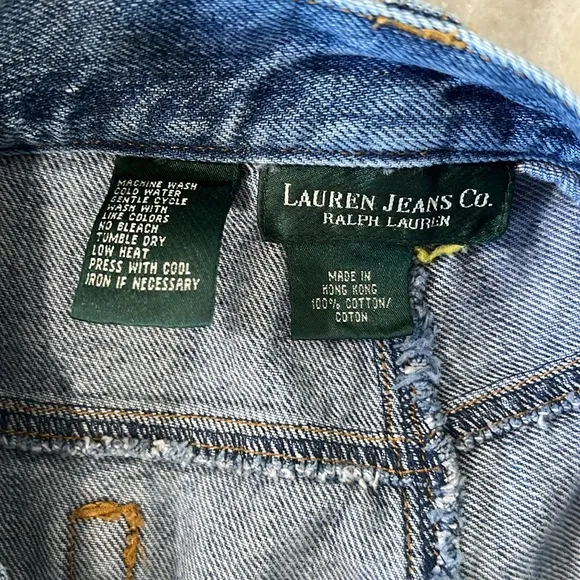 MACHINE WASH
COLD WATER
GENTLE CYCLE
WASH WITH
LIKE COLORS
NO BLEACH
TUMBLE DRY
LOW HEAT
PRESS WITH COOL
IRON IF NECESSARY
LAUREN JEANS CO.
RALPH LAUREN
MADE IN
HONG KONG
100% COTTON/
COTON